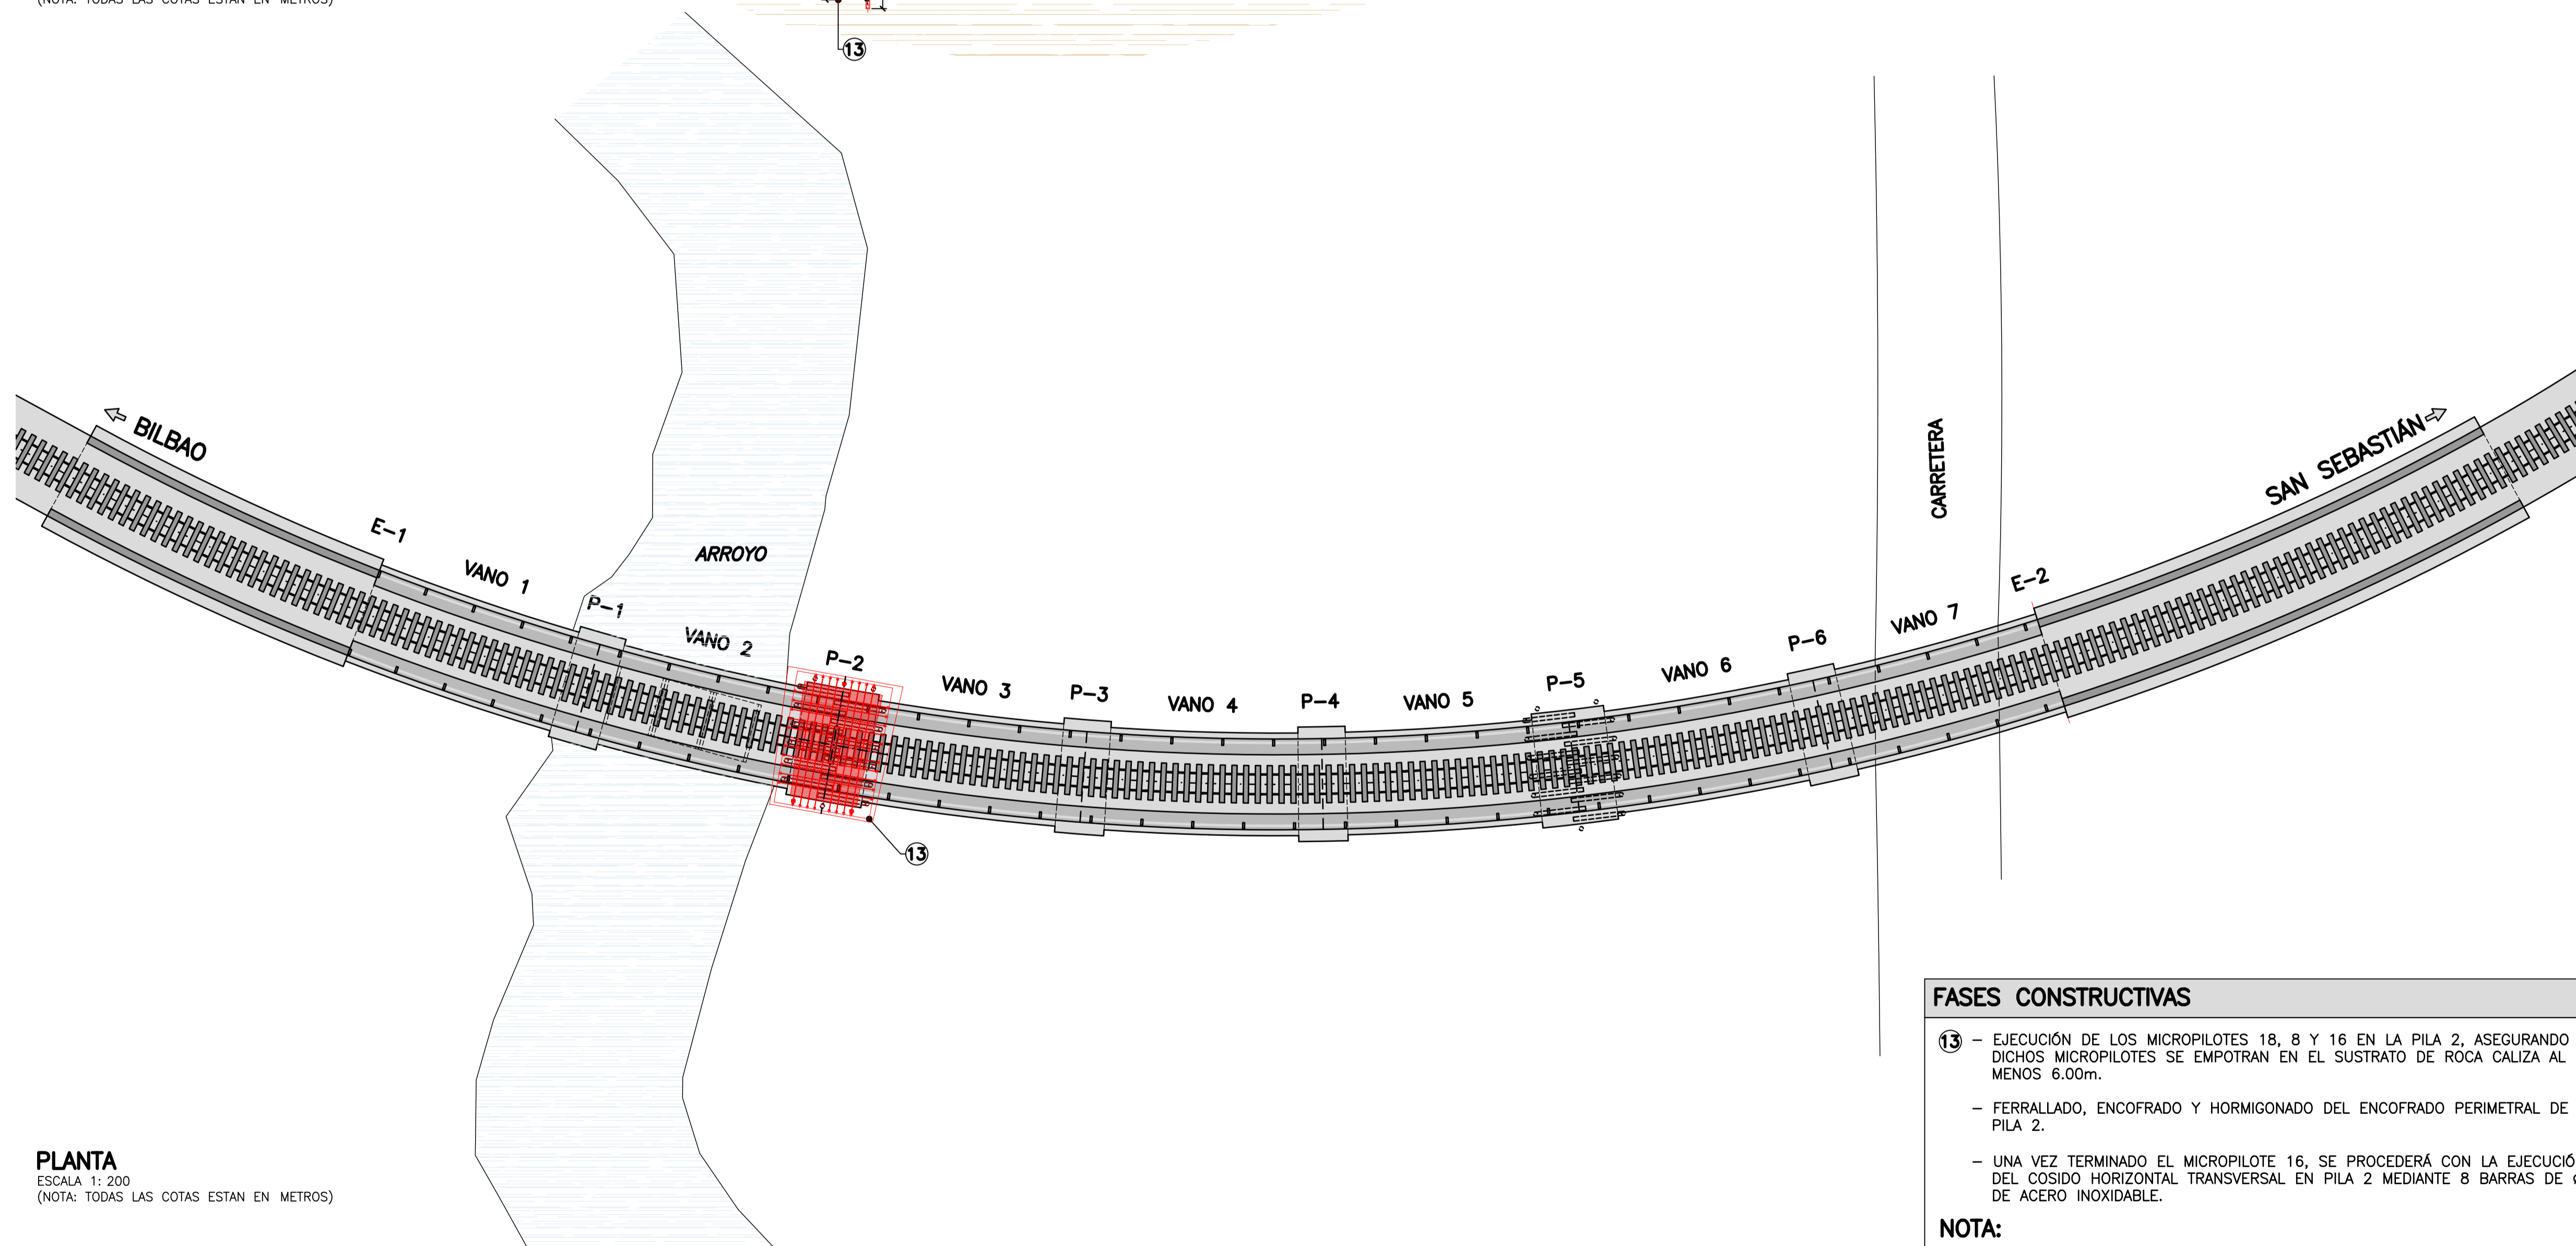 (NOTA: TODAS LAS COTAS ESTAN EN METROS)
13
BILBAO
SAN SEBASTIÁN
CARRETERA
E-1
VANO 1
ARROYO
P-1
VANO 2
P-2
VANO 3
P-3
VANO 4
P-4
VANO 5
P-5
VANO 6
P-6
VANO 7
E-2
13
FASES CONSTRUCTIVAS
13 - EJECUCIÓN DE LOS MICROPILOTES 18, 8 Y 16 EN LA PILA 2, ASEGURANDO
DICHOS MICROPILOTES SE EMPOTRAN EN EL SUSTRATO DE ROCA CALIZA AL
MENOS 6.00m.
- FERRALLADO, ENCOFRADO Y HORMIGONADO DEL ENCOFRADO PERIMETRAL DE
PILA 2.
- UNA VEZ TERMINADO EL MICROPILOTE 16, SE PROCEDERÁ CON LA EJECUCIÓ
DEL COSIDO HORIZONTAL TRANSVERSAL EN PILA 2 MEDIANTE 8 BARRAS DE
DE ACERO INOXIDABLE.
NOTA:
PLANTA
ESCALA 1: 200
(NOTA: TODAS LAS COTAS ESTAN EN METROS)